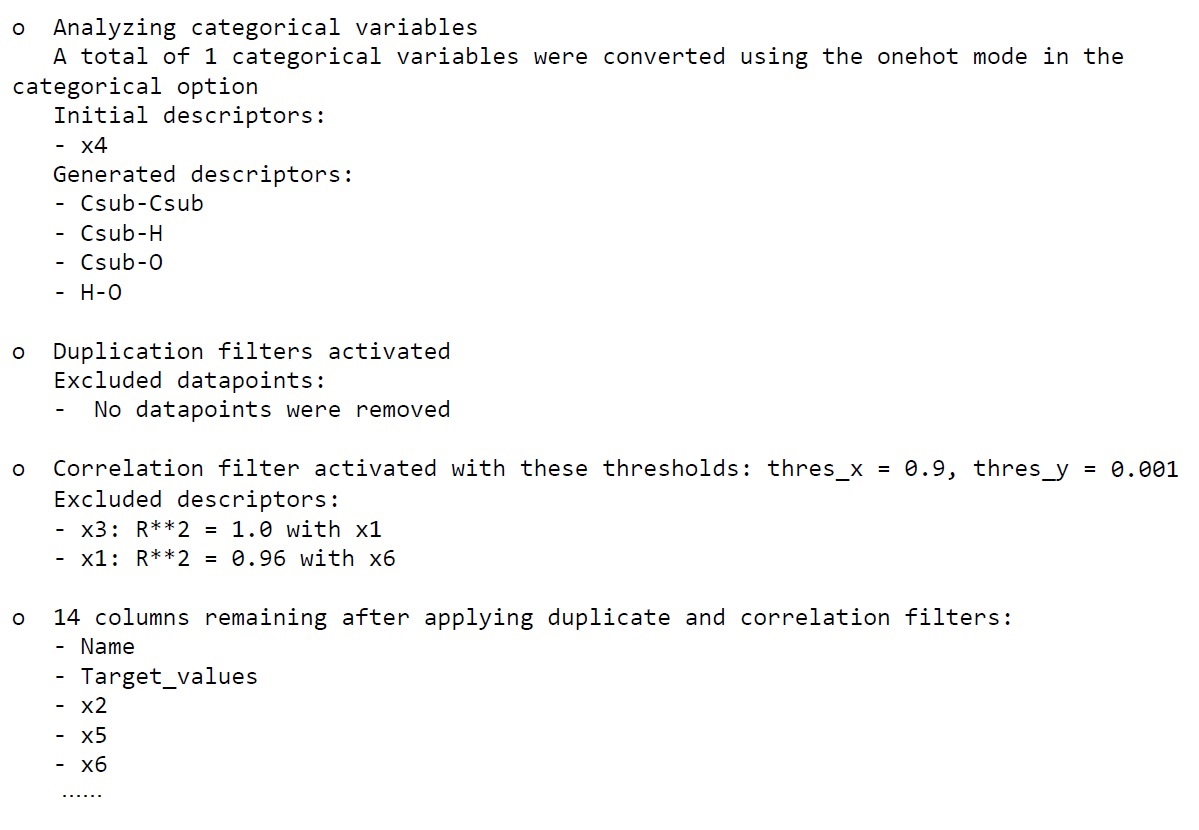 o  Analyzing categorical variables
   A total of 1 categorical variables were converted using the onehot mode in the
categorical option
   Initial descriptors:
   - x4
   Generated descriptors:
   - Csub-Csub
   - Csub-H
   - Csub-O
   - H-O

o  Duplication filters activated
   Excluded datapoints:
   -  No datapoints were removed

o  Correlation filter activated with these thresholds: thres_x = 0.9, thres_y = 0.001
   Excluded descriptors:
   - x3: R**2 = 1.0 with x1
   - x1: R**2 = 0.96 with x6

o  14 columns remaining after applying duplicate and correlation filters:
   - Name
   - Target_values
   - x2
   - x5
   - x6
   ......